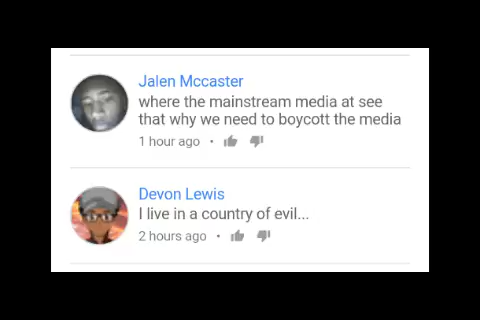 Jalen Mccaster
where the mainstream media at see
that why we need to boycott the media
1 hour ago •
Devon Lewis
I live in a country of evil...
2 hours ago •